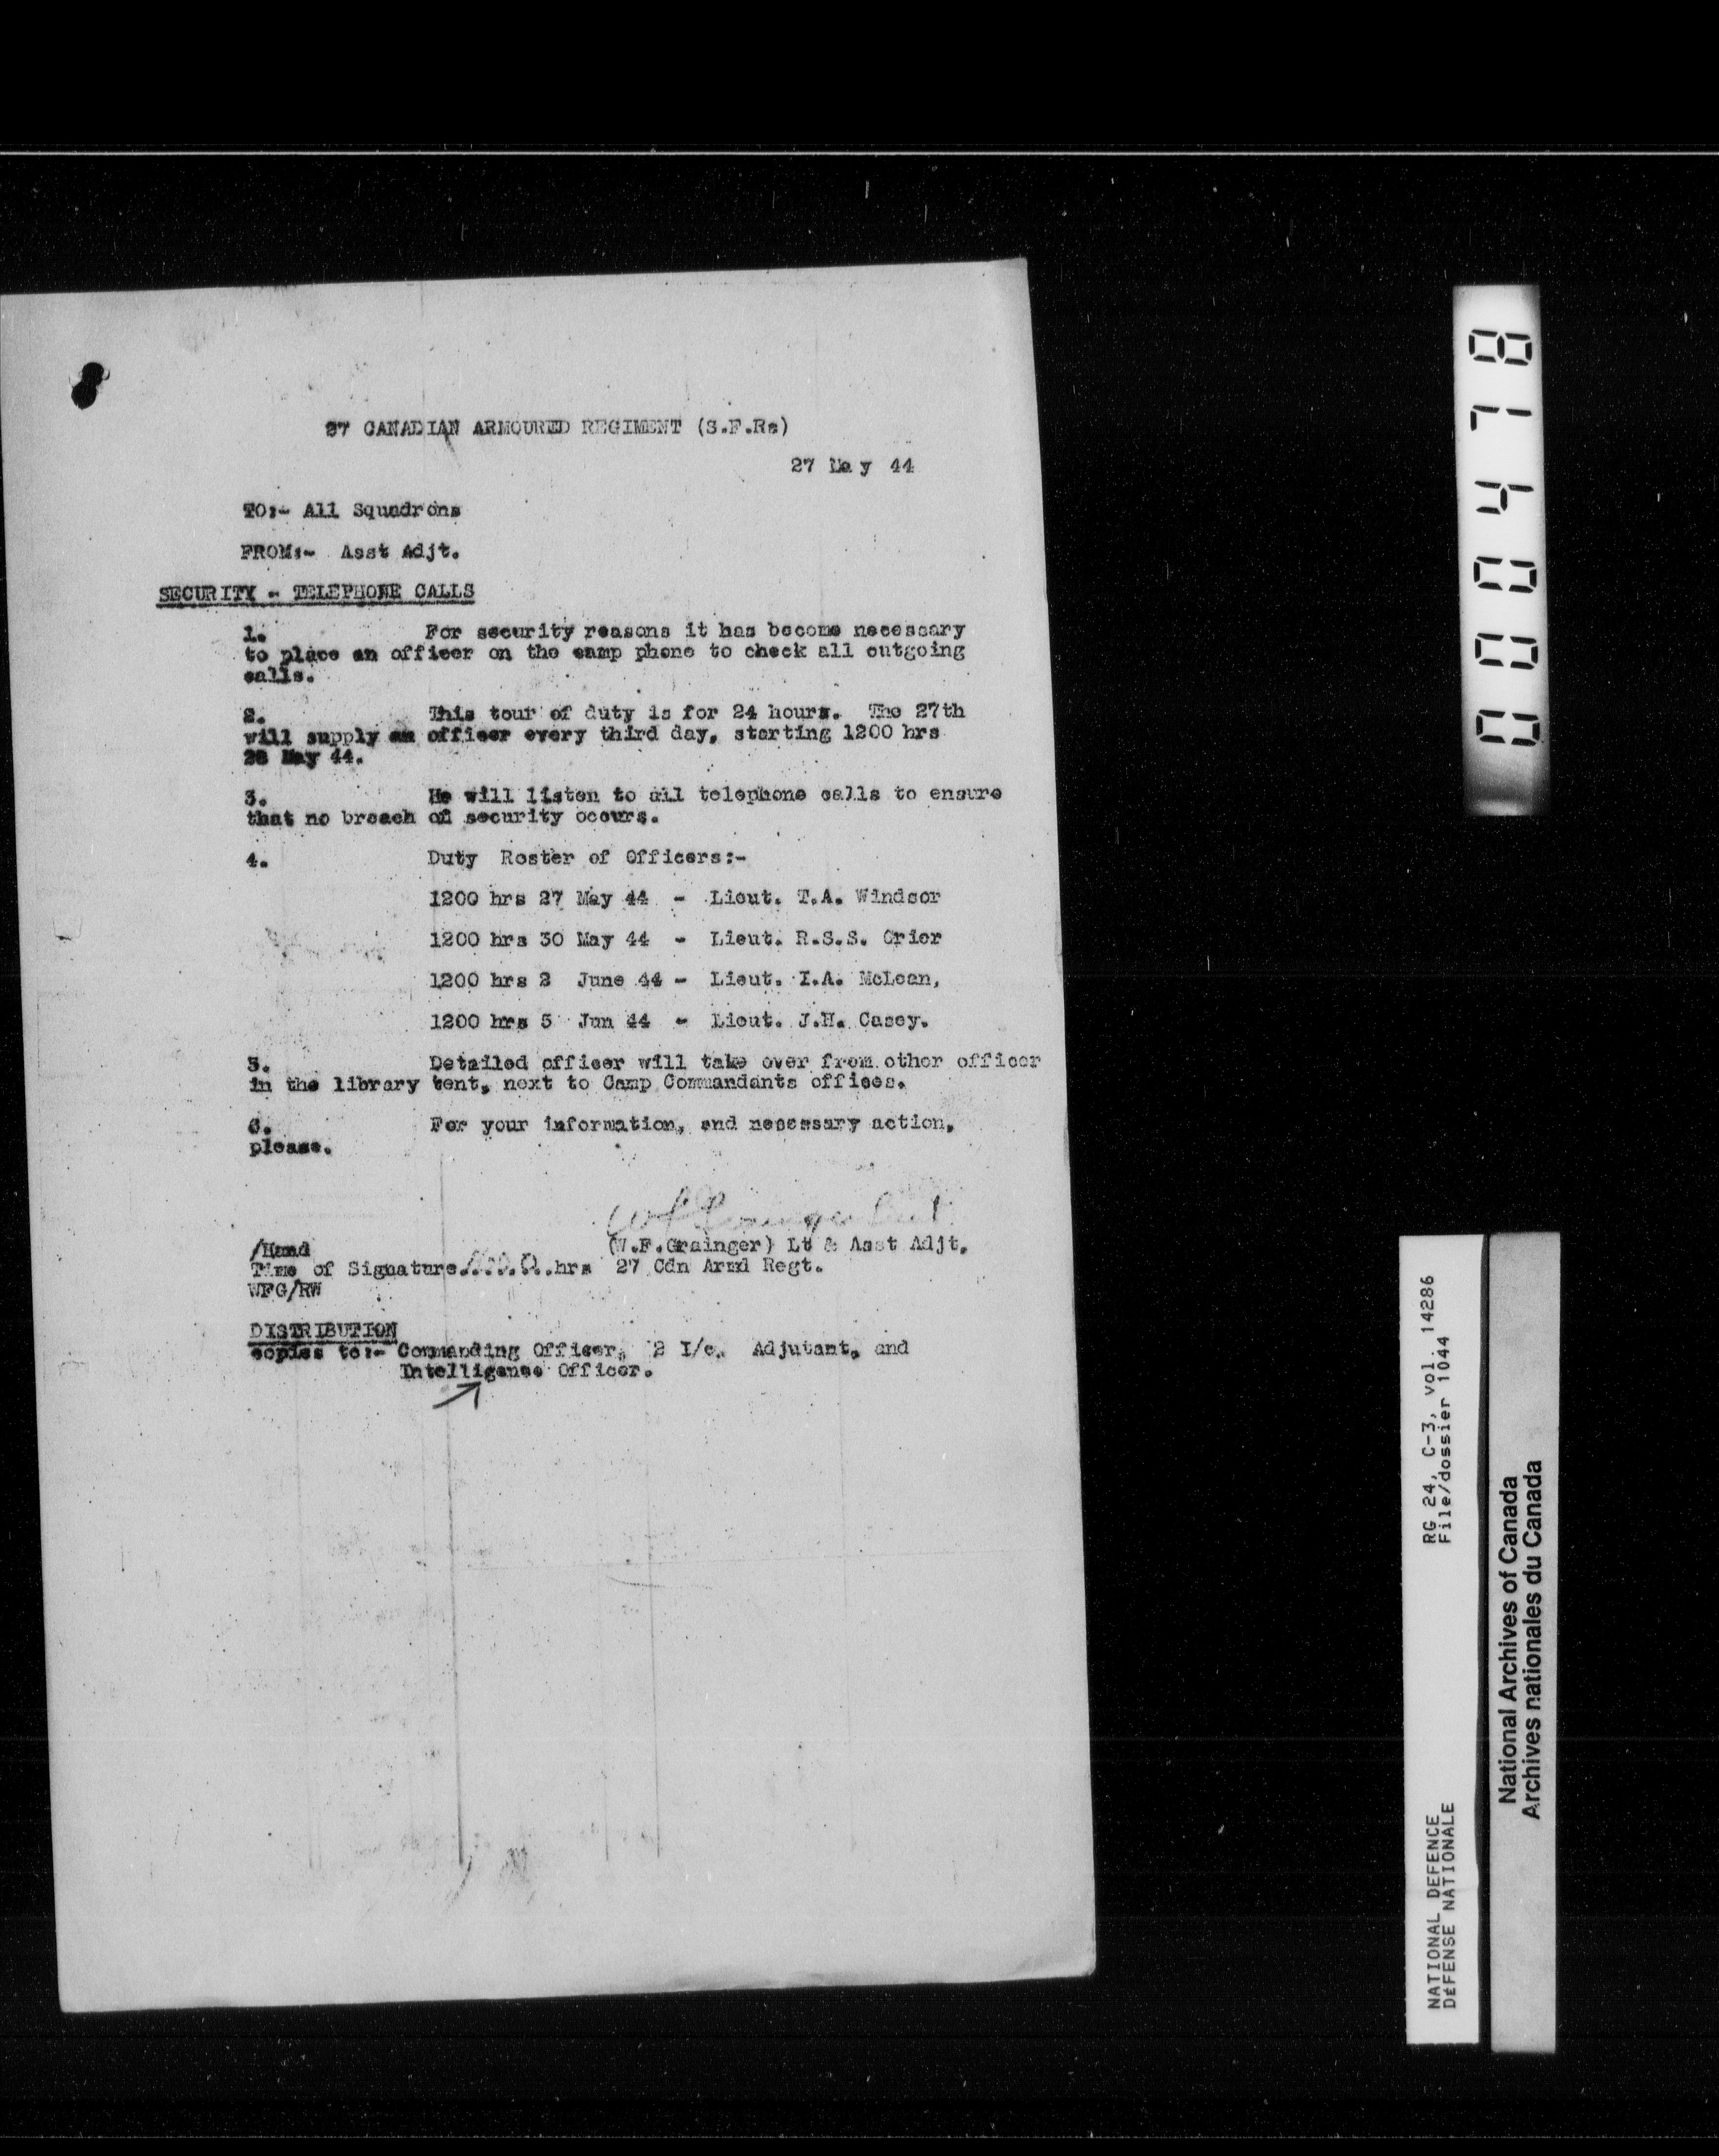 27 CANADIAN ARMOURED REGIMENT (S.F.Rs)
27 May 44
TO:- All Squadrons
FROM:- Asst Adjt.
SECURITY - TELEPHONE CALLS
1. For security reasons it has become necessary
to place an officer on the camp phone to check all outgoing
calls.
2. This tour of duty is for 24 hours. The 27th
will supply an officer every third day, starting 1200 hrs
May 44.
3. He will listen to all telephone calls to ensure
that no breach of security occurs.
4. Duty Roster of Officers:-
1200 hrs 27 May 44 - Lieut. T.A. Windsor
1200 hrs 30 May 44 - Lieut. R.S.S. Grier
1200 hrs 2 June 44 - Lieut. I.A. McLean,
1200 hrs 5 Jun 44 - Lieut. J.H. Casey.
5. Detailed officer will take over from other officer
in the library tent, next to Camp Commandants offices.
6. For your information, and necessary action,
please.
(W.F.Grainger) Lt & Asst Adjt.
/Hand
Time of Signature hrs 27 Cdn Armd Regt.
WFG/RW
DISTRIBUTION
copies to:- Commanding Officer, 2 I/c, Adjutant, and
Intelligence Officer.
000478
RG 24, C-3, vol. 14286
File/dossier 1044
NATIONAL DEFENCE
DÉFENSE NATIONALE
National Archives of Canada
Archives nationales du Canada